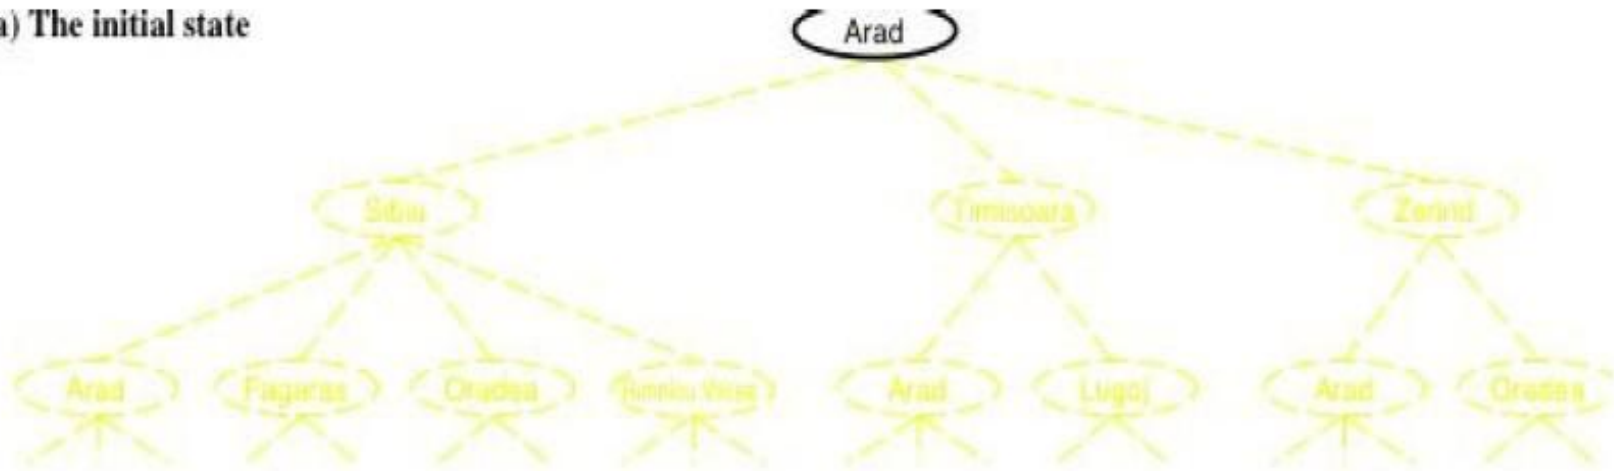 a) The initial state
Arad
Sibiu
Timisoara
Zerind
Arad
Fagaras
Oradea
Rimnicu Vilcea
Arad
Lugoj
Arad
Oradea